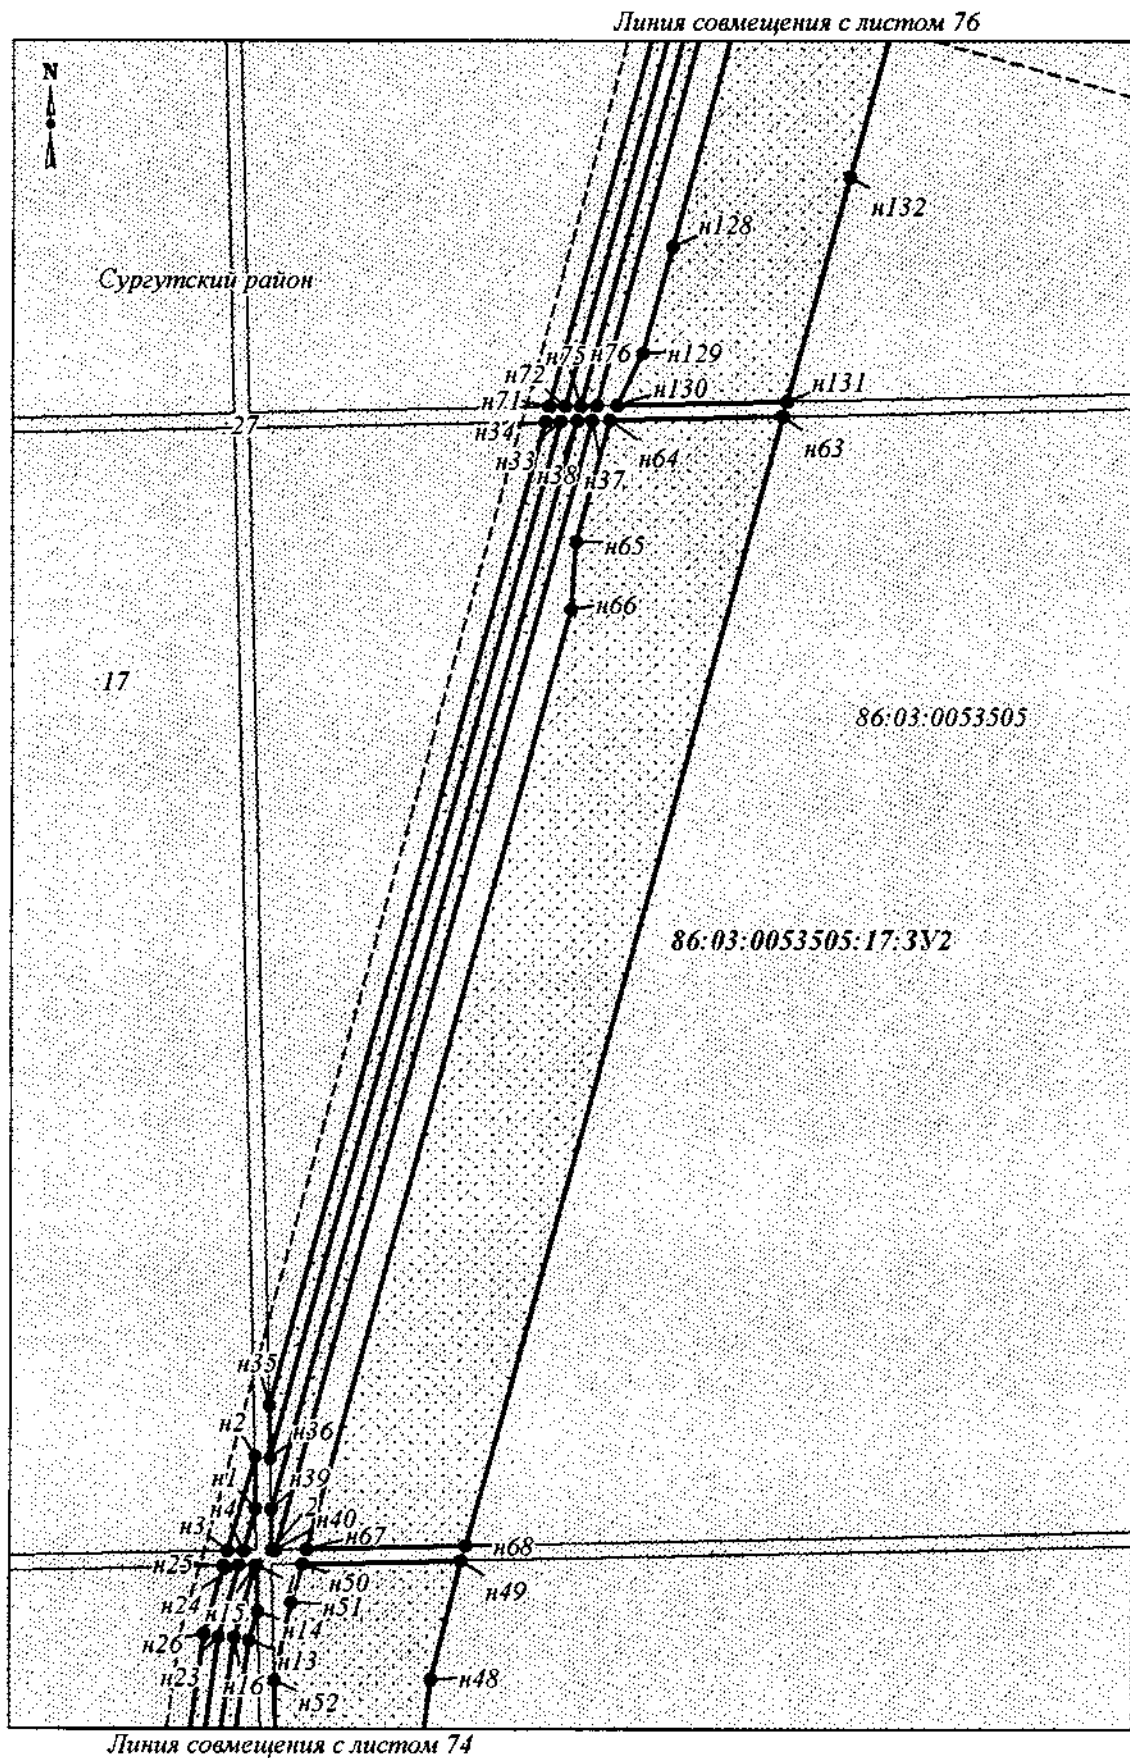 Линия совмещения с листом 76
N
н132
н128
Сургутский район
н75
н76
н129
н72
н130
н131
н71
.27
н34
н63
н33
н64
н38
н37
н65
н66
:17
86:03:0053505
86:03:0053505:17:ЗУ2
н35
н2
н36
н1
н39
н4
2
н40
н3
н67
н68
н25
н50
н49
н24
н51
н15
н14
н26
н13
н23
н16
н48
н52
Линия совмещения с листом 74